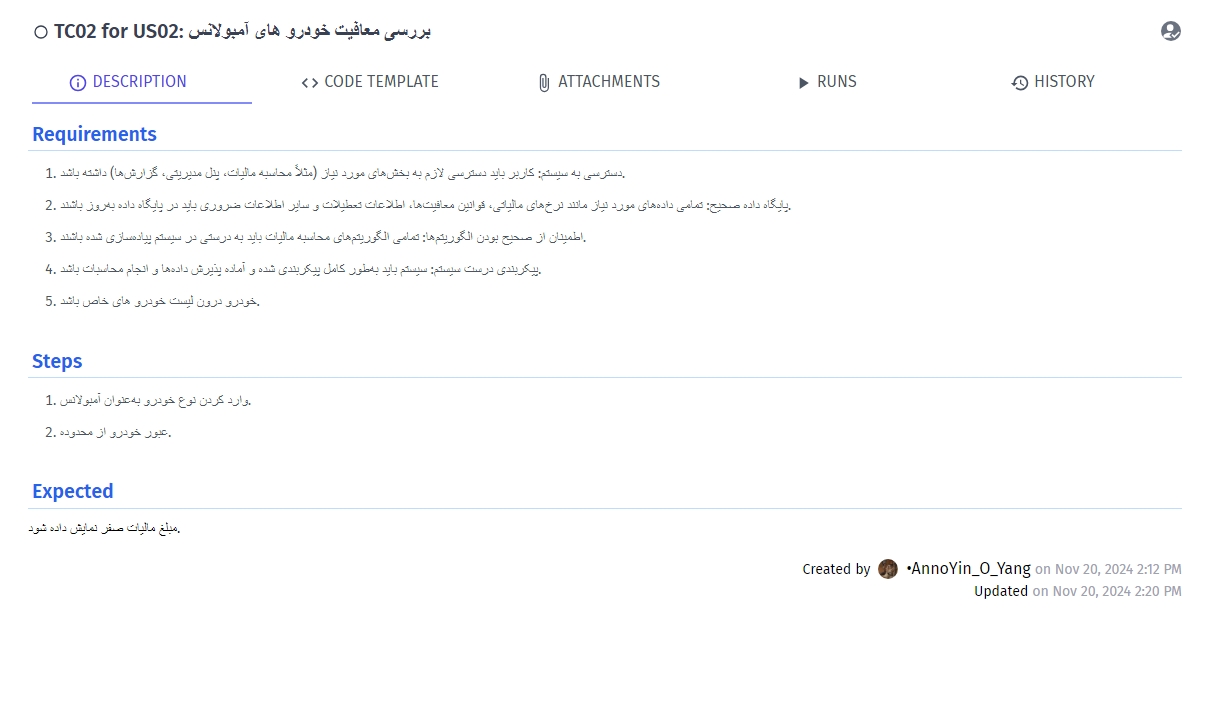 TC02 for US02: بررسی معافیت خودرو های آمبولانس
DESCRIPTION
CODE TEMPLATE
ATTACHMENTS
RUNS
HISTORY
Requirements
1. دسترسی به سیستم: کاربر باید دسترسی لازم به بخش‌های مورد نیاز (مثلاً محاسبه مالیات، پنل مدیریتی، گزارش‌ها) داشته باشد.
2. پایگاه داده صحیح: تمامی داده‌های مورد نیاز مانند نرخ‌های مالیاتی، قوانین معافیت‌ها، اطلاعات تعطیلات و سایر اطلاعات ضروری باید در پایگاه داده به‌روز باشند.
3. اطمینان از صحیح بودن الگوریتم‌ها: تمامی الگوریتم‌های محاسبه مالیات باید به درستی در سیستم پیاده‌سازی شده باشند.
4. پیکربندی درست سیستم: سیستم باید به‌طور کامل پیکربندی شده و آماده پذیرش داده‌ها و انجام محاسبات باشد.
5. خودرو درون لیست خودرو های خاص باشد.
Steps
1. وارد کردن نوع خودرو به‌عنوان آمبولانس.
2. عبور خودرو از محدوده.
Expected
مبلغ مالیات صفر نمایش داده شود.
Created by •AnnoYin_O_Yang on Nov 20, 2024 2:12 PM
Updated on Nov 20, 2024 2:20 PM